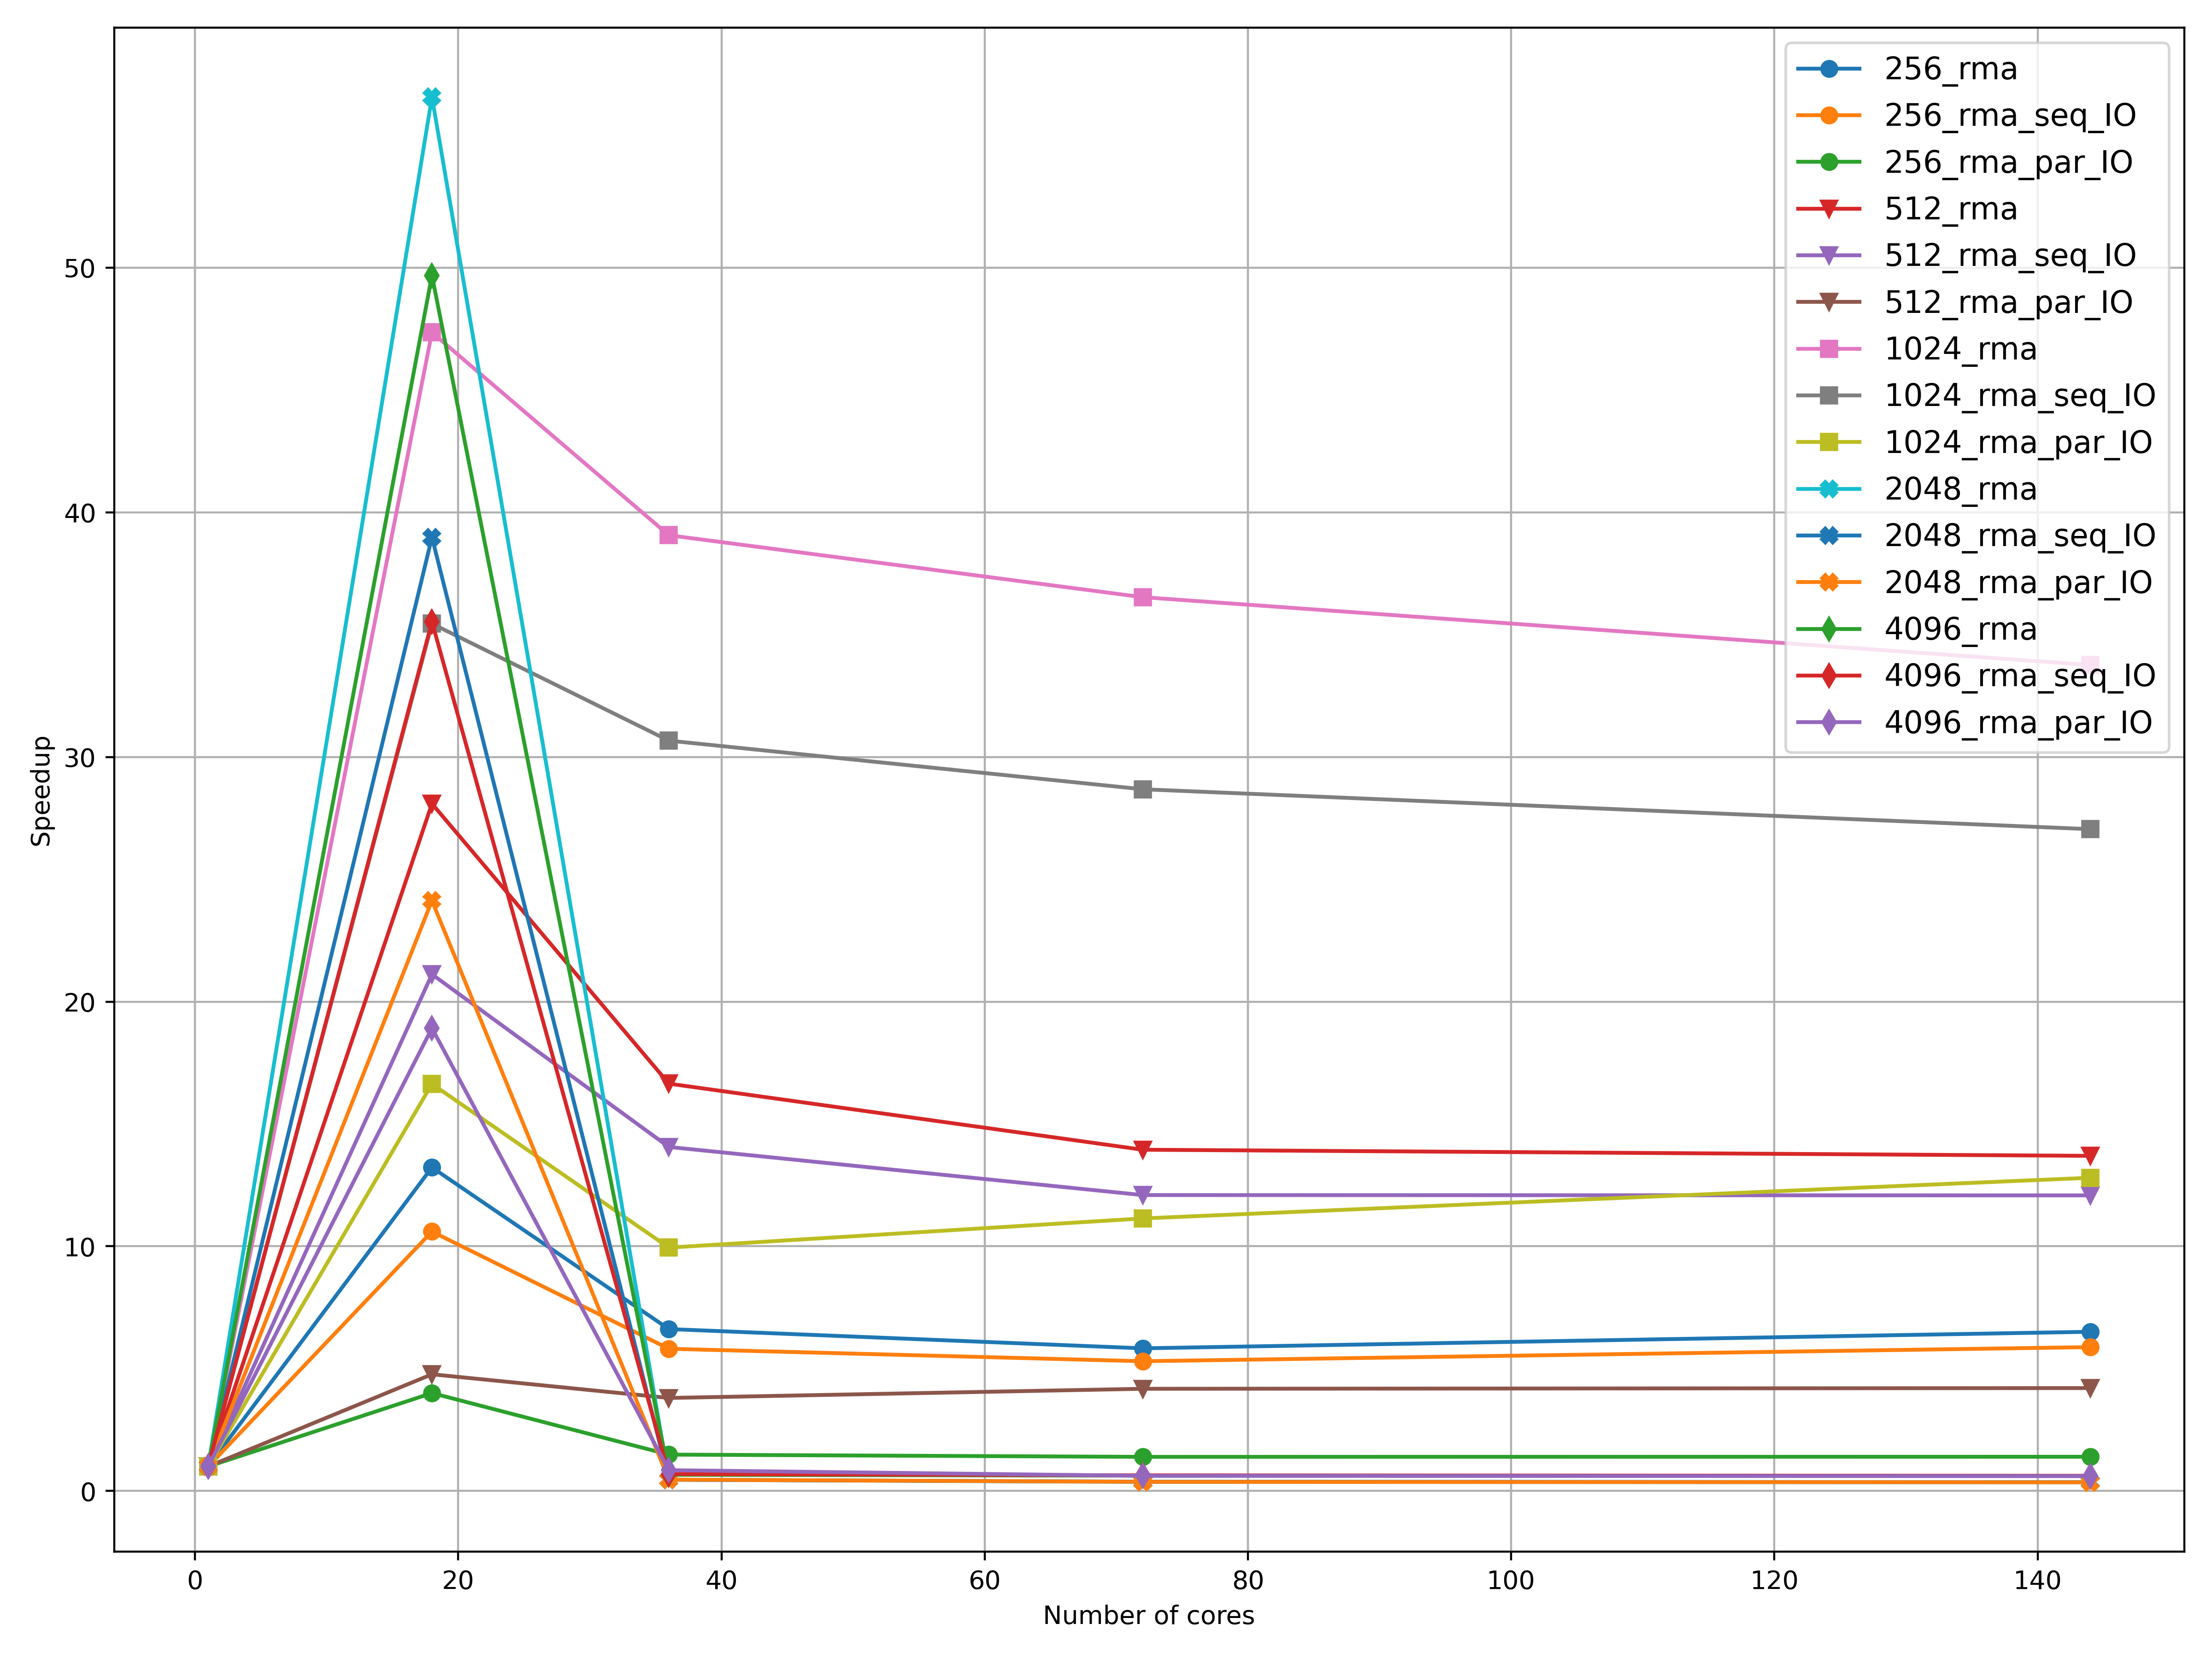 256_rma
256_rma_seq_IO
256_rma_par_IO
512_rma
512_rma_seq_IO
512_rma_par_IO
1024_rma
1024_rma_seq_IO
1024_rma_par_IO
2048_rma
2048_rma_seq_IO
2048_rma_par_IO
4096_rma
4096_rma_seq_IO
4096_rma_par_IO
Speedup
50
40
30
20
10
0
0 20 40 60 80 100 120 140
Number of cores